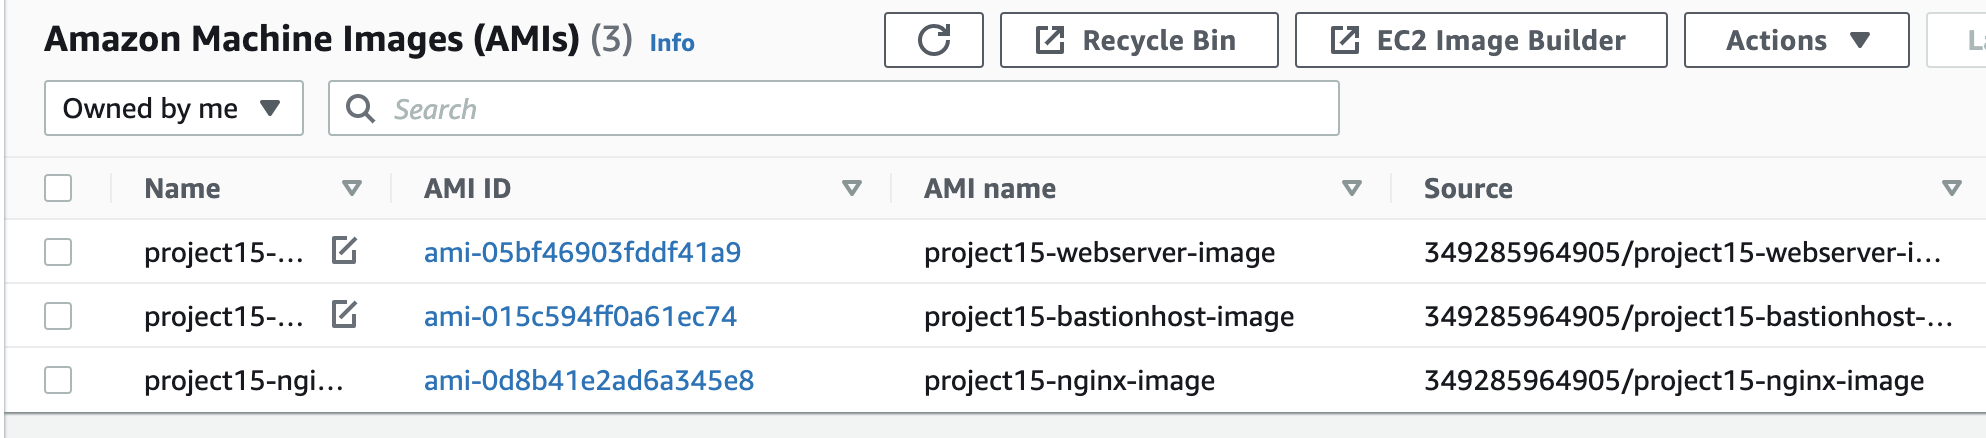 Amazon Machine Images (AMIs) (3) Info Recycle Bin EC2 Image Builder Actions
Owned by me Search
Name AMI ID AMI name Source
project15-... ami-05bf46903fddf41a9 project15-webserver-image 349285964905/project15-webserver-i...
project15-... ami-015c594ff0a61ec74 project15-bastionhost-image 349285964905/project15-bastionhost-...
project15-ngi... ami-0d8b41e2ad6a345e8 project15-nginx-image 349285964905/project15-nginx-image